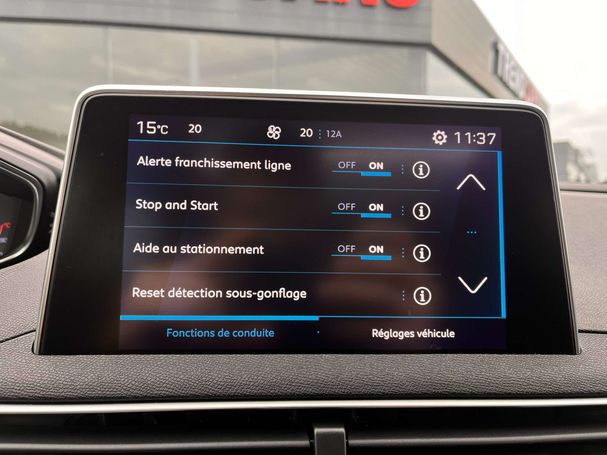 15°C 20 20 12A 11:37
Alerte franchissement ligne OFF ON
Stop and Start OFF ON
Aide au stationnement OFF ON
Reset détection sous-gonflage
Fonctions de conduite
Réglages véhicule